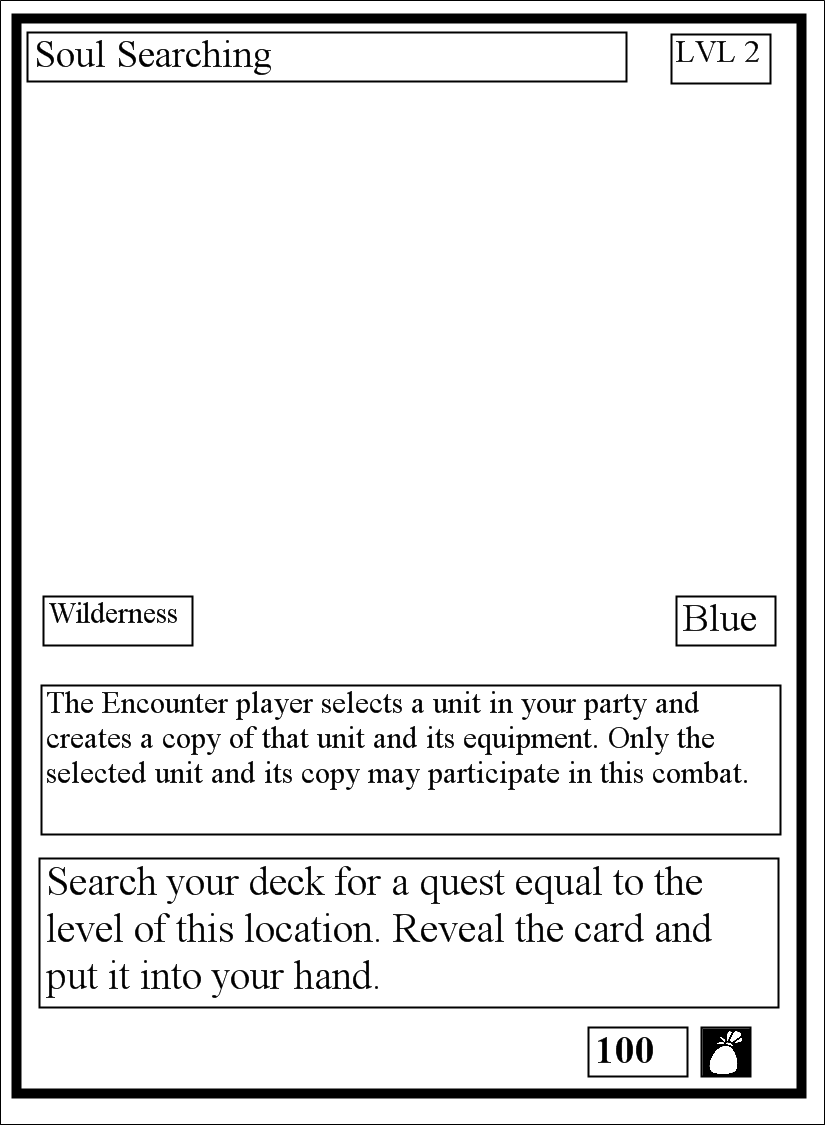 Soul Searching
LVL 2
Wilderness
Blue
The Encounter player selects a unit in your party and
creates a copy of that unit and its equipment. Only the
selected unit and its copy may participate in this combat.
Search your deck for a quest equal to the
level of this location. Reveal the card and
put it into your hand.
100